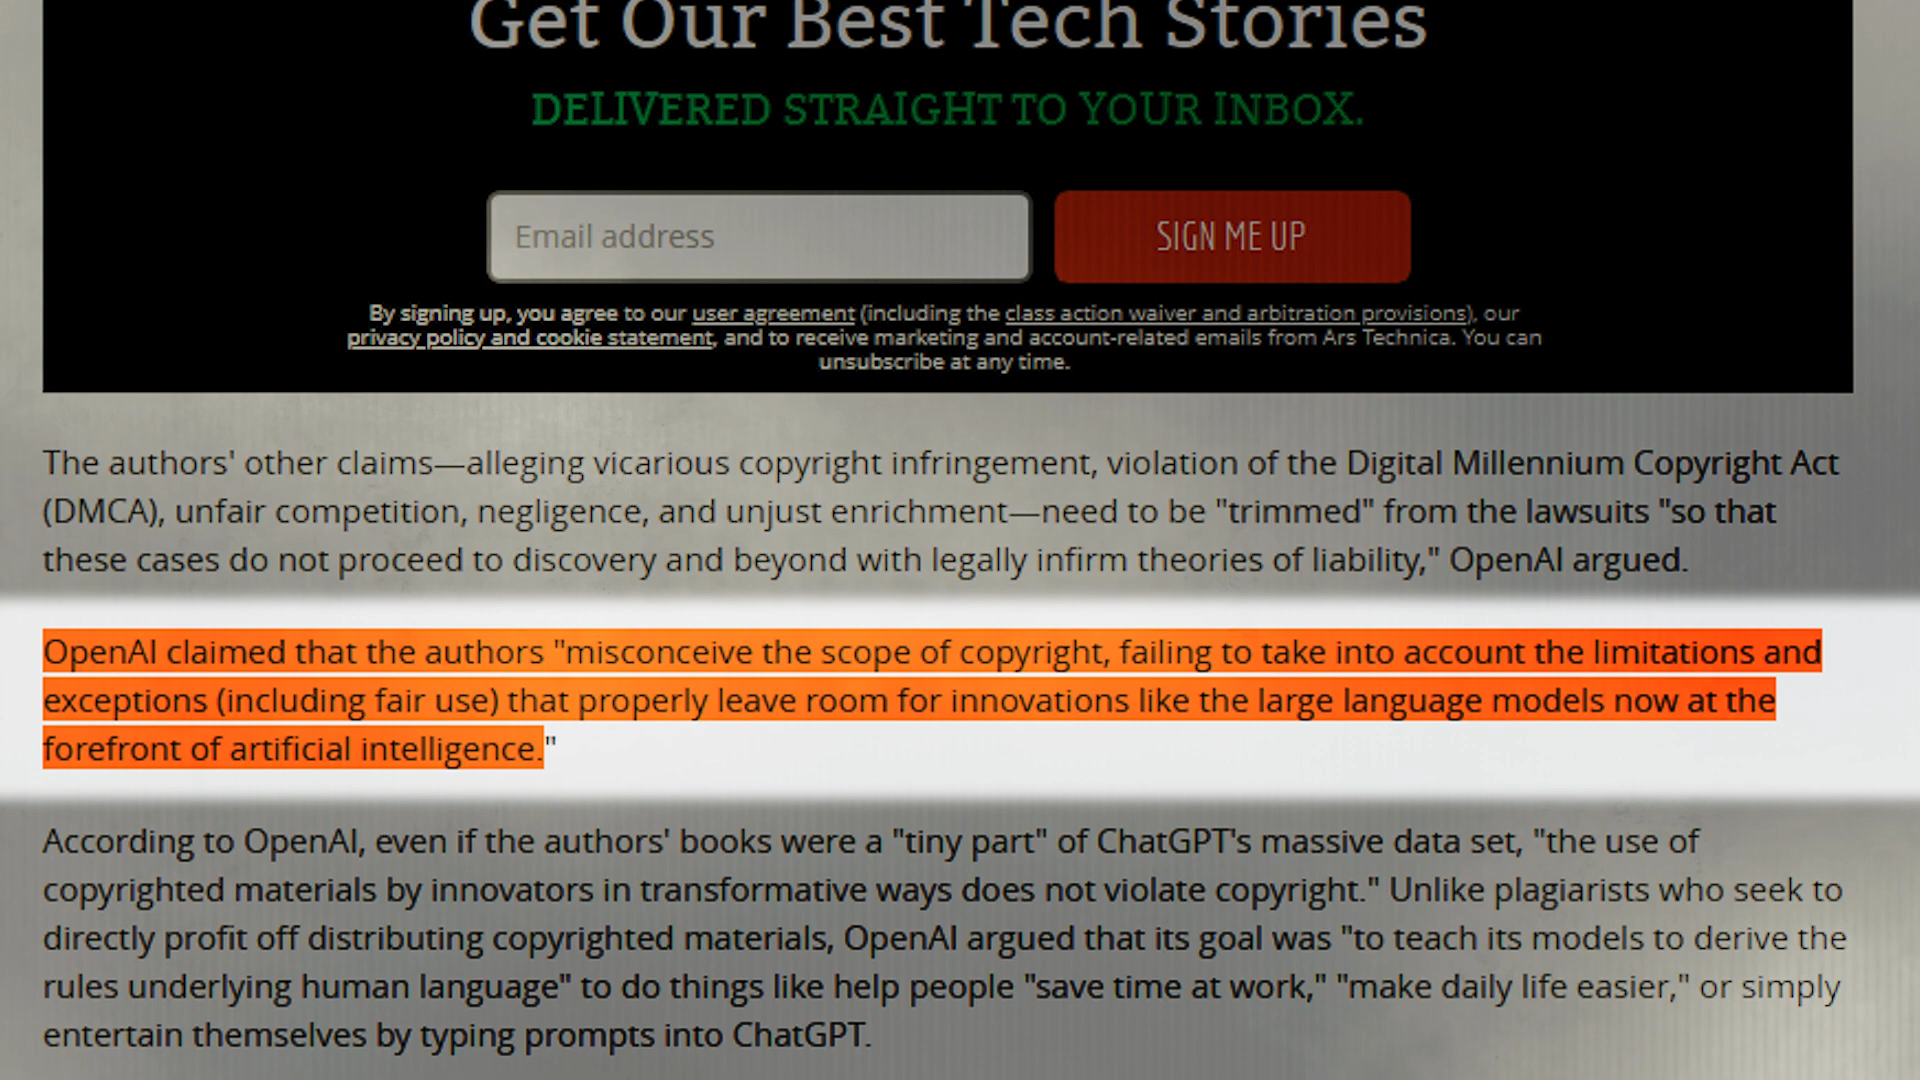 Get Our Best Tech Stories
DELIVERED STRAIGHT TO YOUR INBOX.
Email address
SIGN ME UP
By signing up, you agree to our user agreement (including the class action waiver and arbitration provisions), our
privacy policy and cookie statement, and to receive marketing and account-related emails from Ars Technica. You can
unsubscribe at any time.
The authors' other claims—alleging vicarious copyright infringement, violation of the Digital Millennium Copyright Act
(DMCA), unfair competition, negligence, and unjust enrichment—need to be "trimmed" from the lawsuits "so that
these cases do not proceed to discovery and beyond with legally infirm theories of liability," OpenAI argued.
OpenAI claimed that the authors "misconceive the scope of copyright, failing to take into account the limitations and
exceptions (including fair use) that properly leave room for innovations like the large language models now at the
forefront of artificial intelligence."
According to OpenAI, even if the authors' books were a "tiny part" of ChatGPT's massive data set, "the use of
copyrighted materials by innovators in transformative ways does not violate copyright." Unlike plagiarists who seek to
directly profit off distributing copyrighted materials, OpenAI argued that its goal was "to teach its models to derive the
rules underlying human language" to do things like help people "save time at work," "make daily life easier," or simply
entertain themselves by typing prompts into ChatGPT.